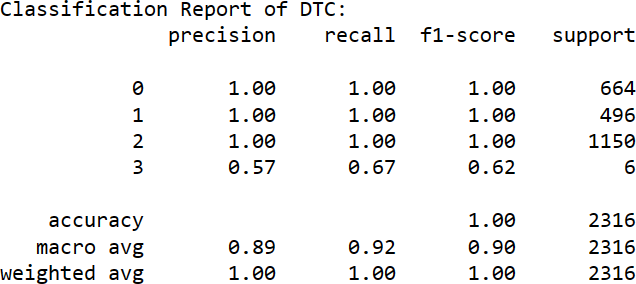 Classification Report of DTC:
precision recall f1-score support
0 1.00 1.00 1.00 664
1 1.00 1.00 1.00 496
2 1.00 1.00 1.00 1150
3 0.57 0.67 0.62 6
accuracy 1.00 2316
macro avg 0.89 0.92 0.90 2316
weighted avg 1.00 1.00 1.00 2316